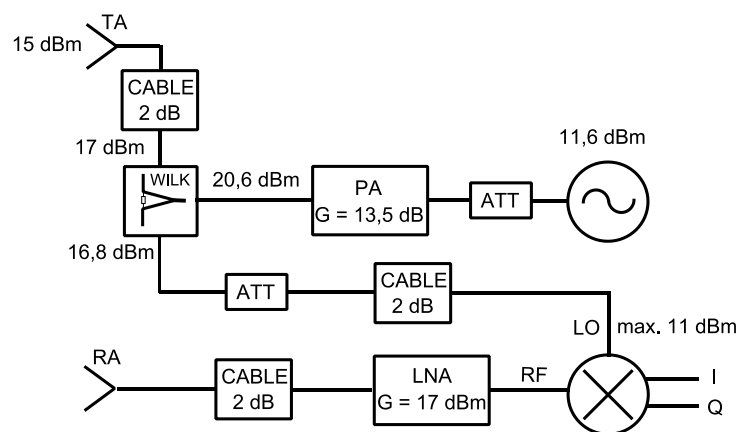 TA
15 dBm
CABLE
2 dB
17 dBm
11,6 dBm
WILK
20,6 dBm
PA
G = 13,5 dB
ATT
16,8 dBm
ATT
CABLE
2 dB
LO
max. 11 dBm
RA
CABLE
2 dB
LNA
G = 17 dBm
RF
I
Q